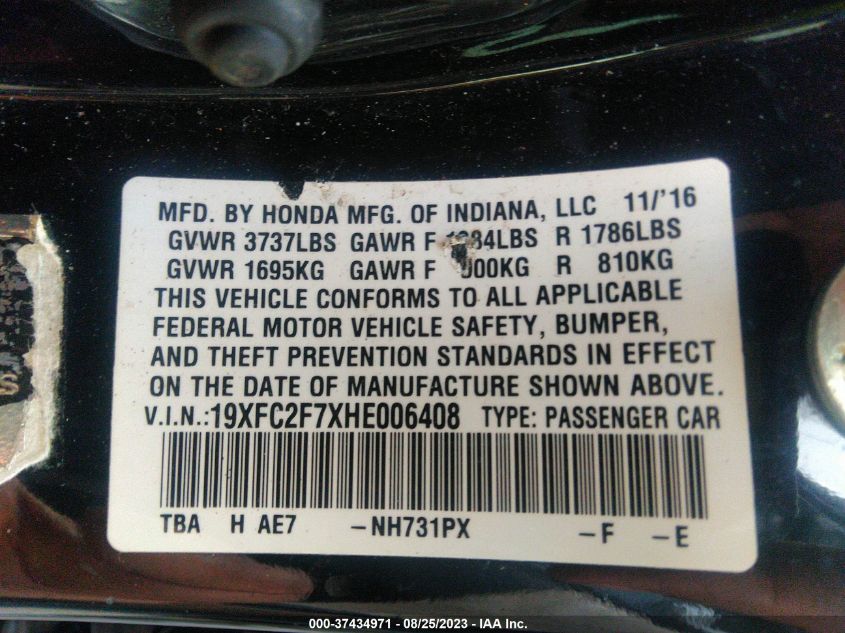 MFD. BY HONDA MFG. OF INDIANA, LLC 11/'16
GVWR 3737LBS GAWR F R 1786LBS
GVWR 1695KG GAWR F R 810KG
THIS VEHICLE CONFORMS TO ALL APPLICABLE
FEDERAL MOTOR VEHICLE SAFETY, BUMPER,
AND THEFT PREVENTION STANDARDS IN EFFECT
ON THE DATE OF MANUFACTURE SHOWN ABOVE.
V.I.N.:19XFC2F7XHE006408 TYPE: PASSENGER CAR
TBA H AE7 -NH731PX -F -E
000-37434971 - 08/25/2023 - IAA Inc.